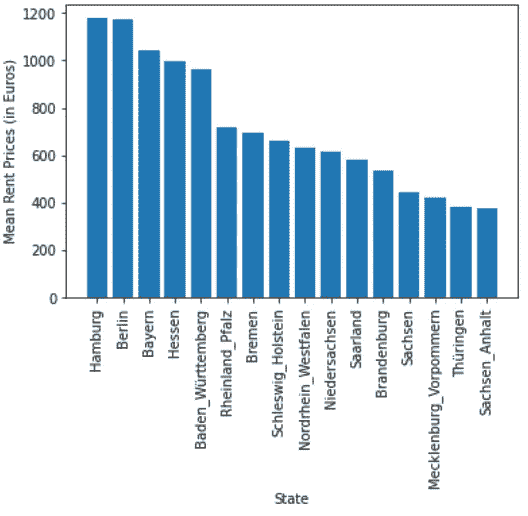 Mean Rent Prices (in Euros)
1200
1000
800
600
400
200
0
Hamburg
Berlin
Bayern
Hessen
Baden_Württemberg
Rheinland_Pfalz
Bremen
Schleswig_Holstein
Nordrhein_Westfalen
Niedersachsen
Saarland
Brandenburg
Sachsen
Mecklenburg_Vorpommern
Thüringen
Sachsen_Anhalt
State